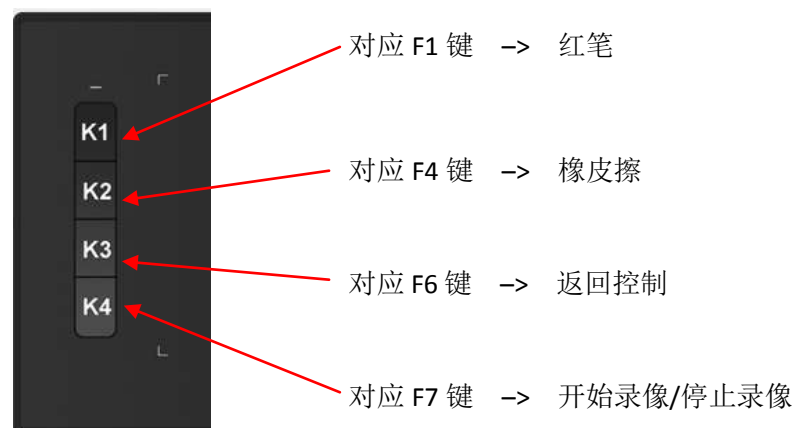 对应 F1 键 –> 红笔
K1
对应 F4 键 –> 橡皮擦
K2
K3
对应 F6 键 –> 返回控制
K4
对应 F7 键 –> 开始录像/停止录像